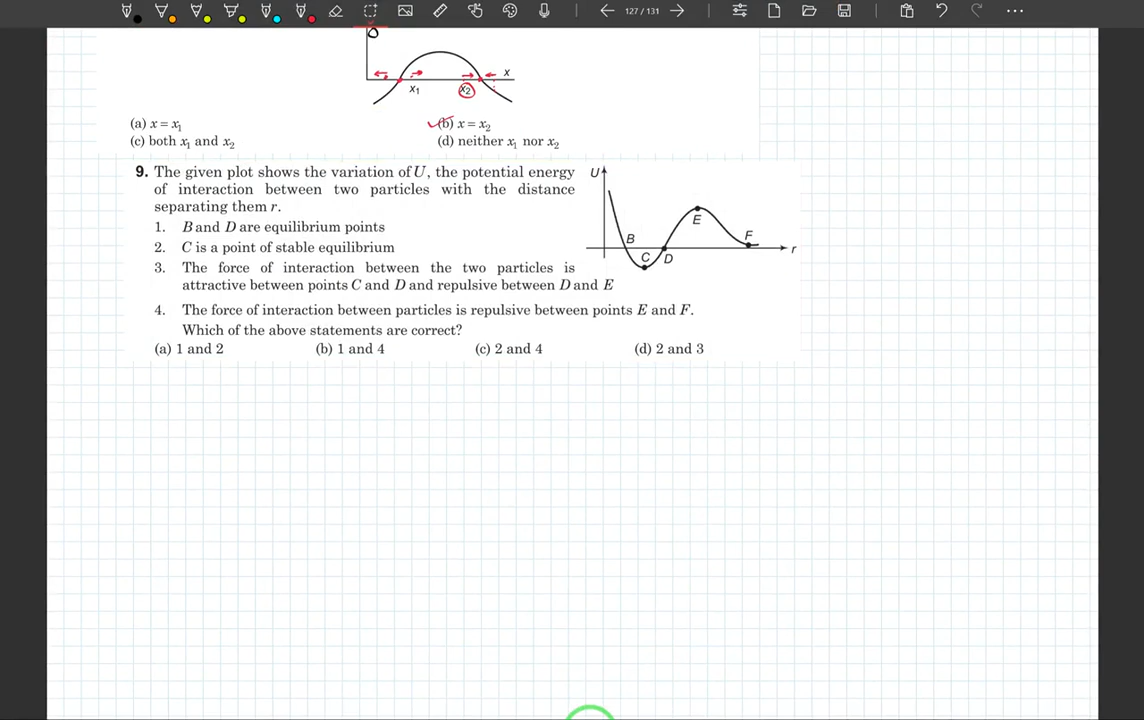 127 / 131
O
x₁
x₂
x
(a) x = x₁
(b) x = x₂
(c) both x₁ and x₂
(d) neither x₁ nor x₂
9. The given plot shows the variation of U, the potential energy
of interaction between two particles with the distance
separating them r.
1. B and D are equilibrium points
2. C is a point of stable equilibrium
3. The force of interaction between the two particles is
attractive between points C and D and repulsive between D and E
4. The force of interaction between particles is repulsive between points E and F.
Which of the above statements are correct?
(a) 1 and 2
(b) 1 and 4
(c) 2 and 4
(d) 2 and 3
U
B
C
D
E
F
r